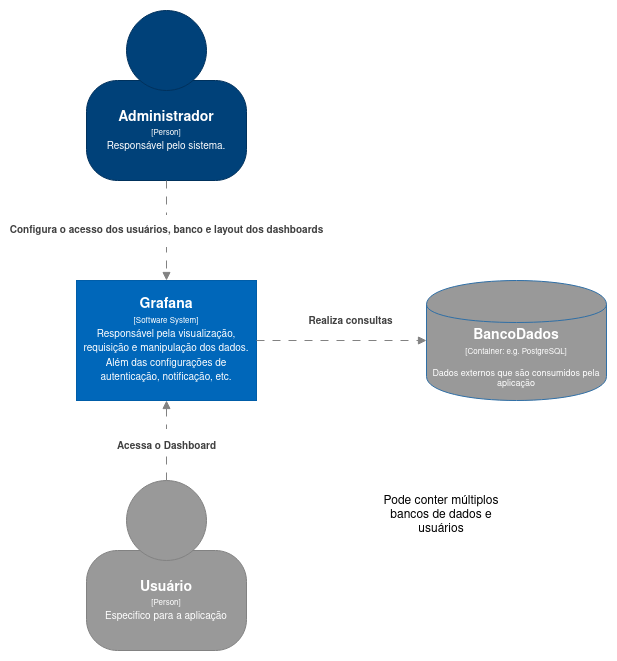 Administrador
[Person]
Responsável pelo sistema.
Configura o acesso dos usuários, banco e layout dos dashboards
Grafana
[Software System]
Responsável pela visualização,
requisição e manipulação dos dados.
Além das configurações de
autenticação, notificação, etc.
Realiza consultas
BancoDados
[Container: e.g. PostgreSQL]
Dados externos que são consumidos pela
aplicação
Acessa o Dashboard
Pode conter múltiplos
bancos de dados e
usuários
Usuário
[Person]
Especifico para a aplicação